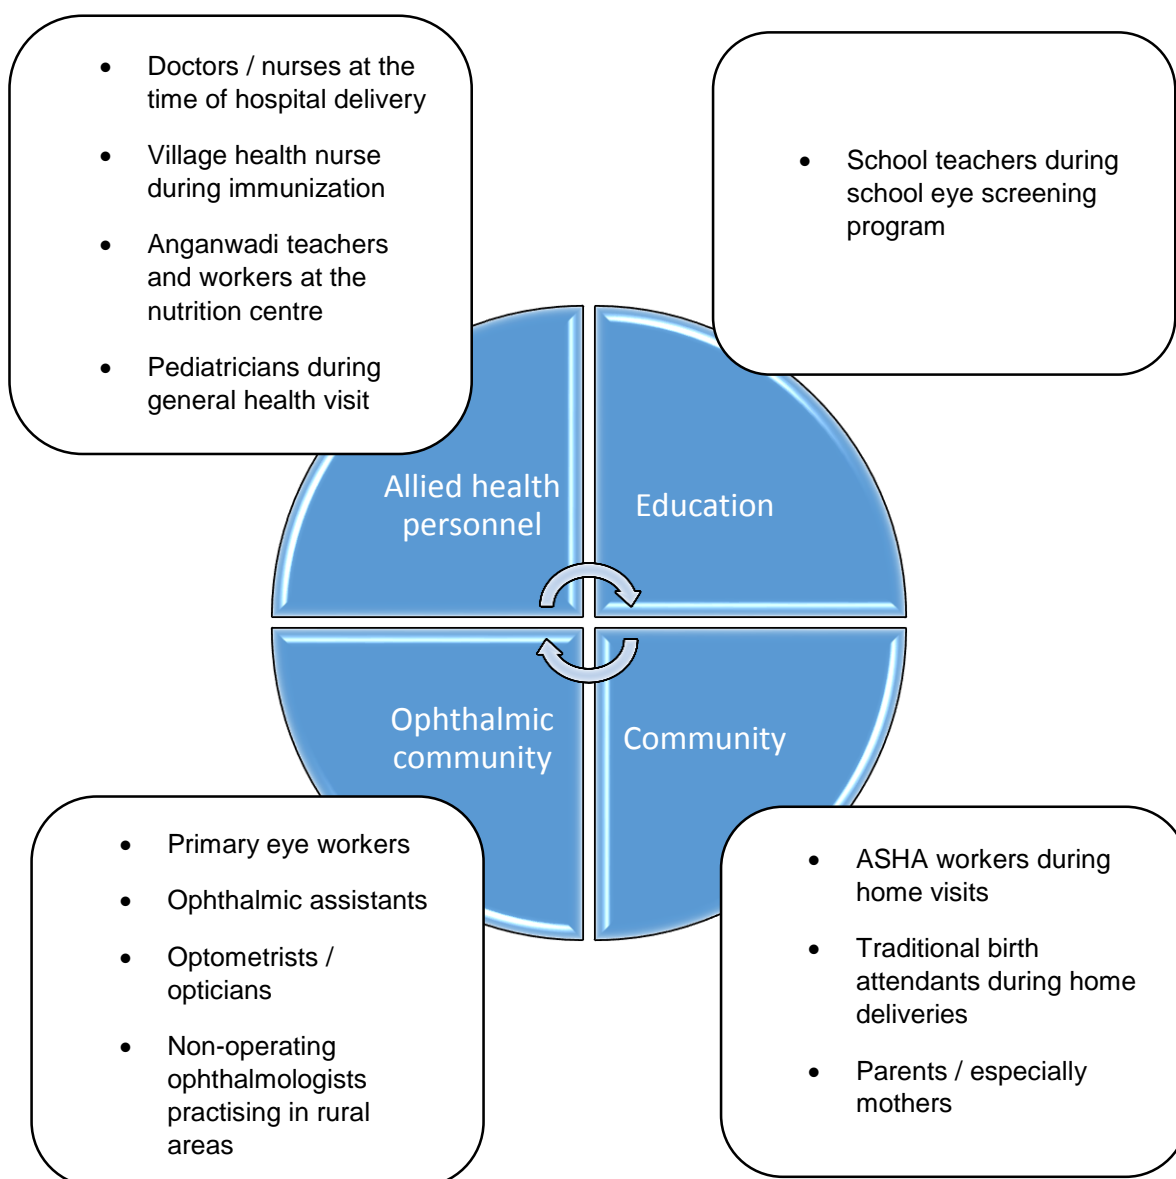 • Doctors / nurses at the
time of hospital delivery
• Village health nurse
during immunization
• Anganwadi teachers
and workers at the
nutrition centre
• Pediatricians during
general health visit
• School teachers during
school eye screening
program
Allied health
personnel
Education
Ophthalmic
community
Community
• Primary eye workers
• Ophthalmic assistants
• Optometrists /
opticians
• Non-operating
ophthalmologists
practising in rural
areas
• ASHA workers during
home visits
• Traditional birth
attendants during home
deliveries
• Parents / especially
mothers